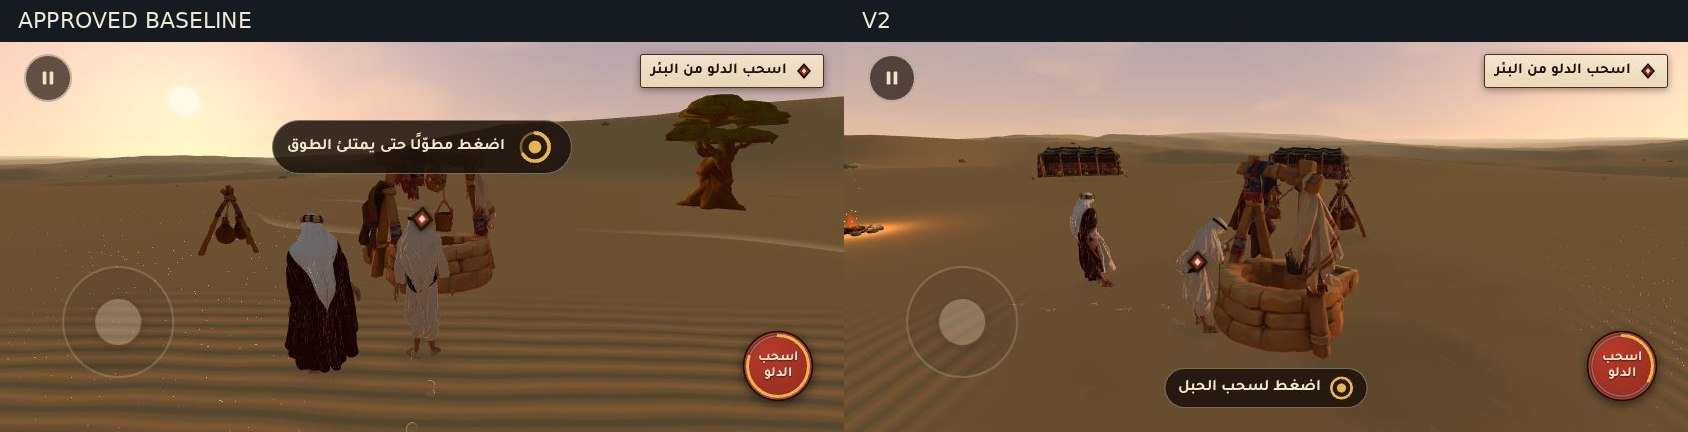 APPROVED BASELINE
اسحب الدلو من البئر
اضغط مطوّلًا حتى يمتلئ الطوق
اسحب
الدلو
V2
اسحب الدلو من البئر
اضغط لسحب الحبل
اسحب
الدلو